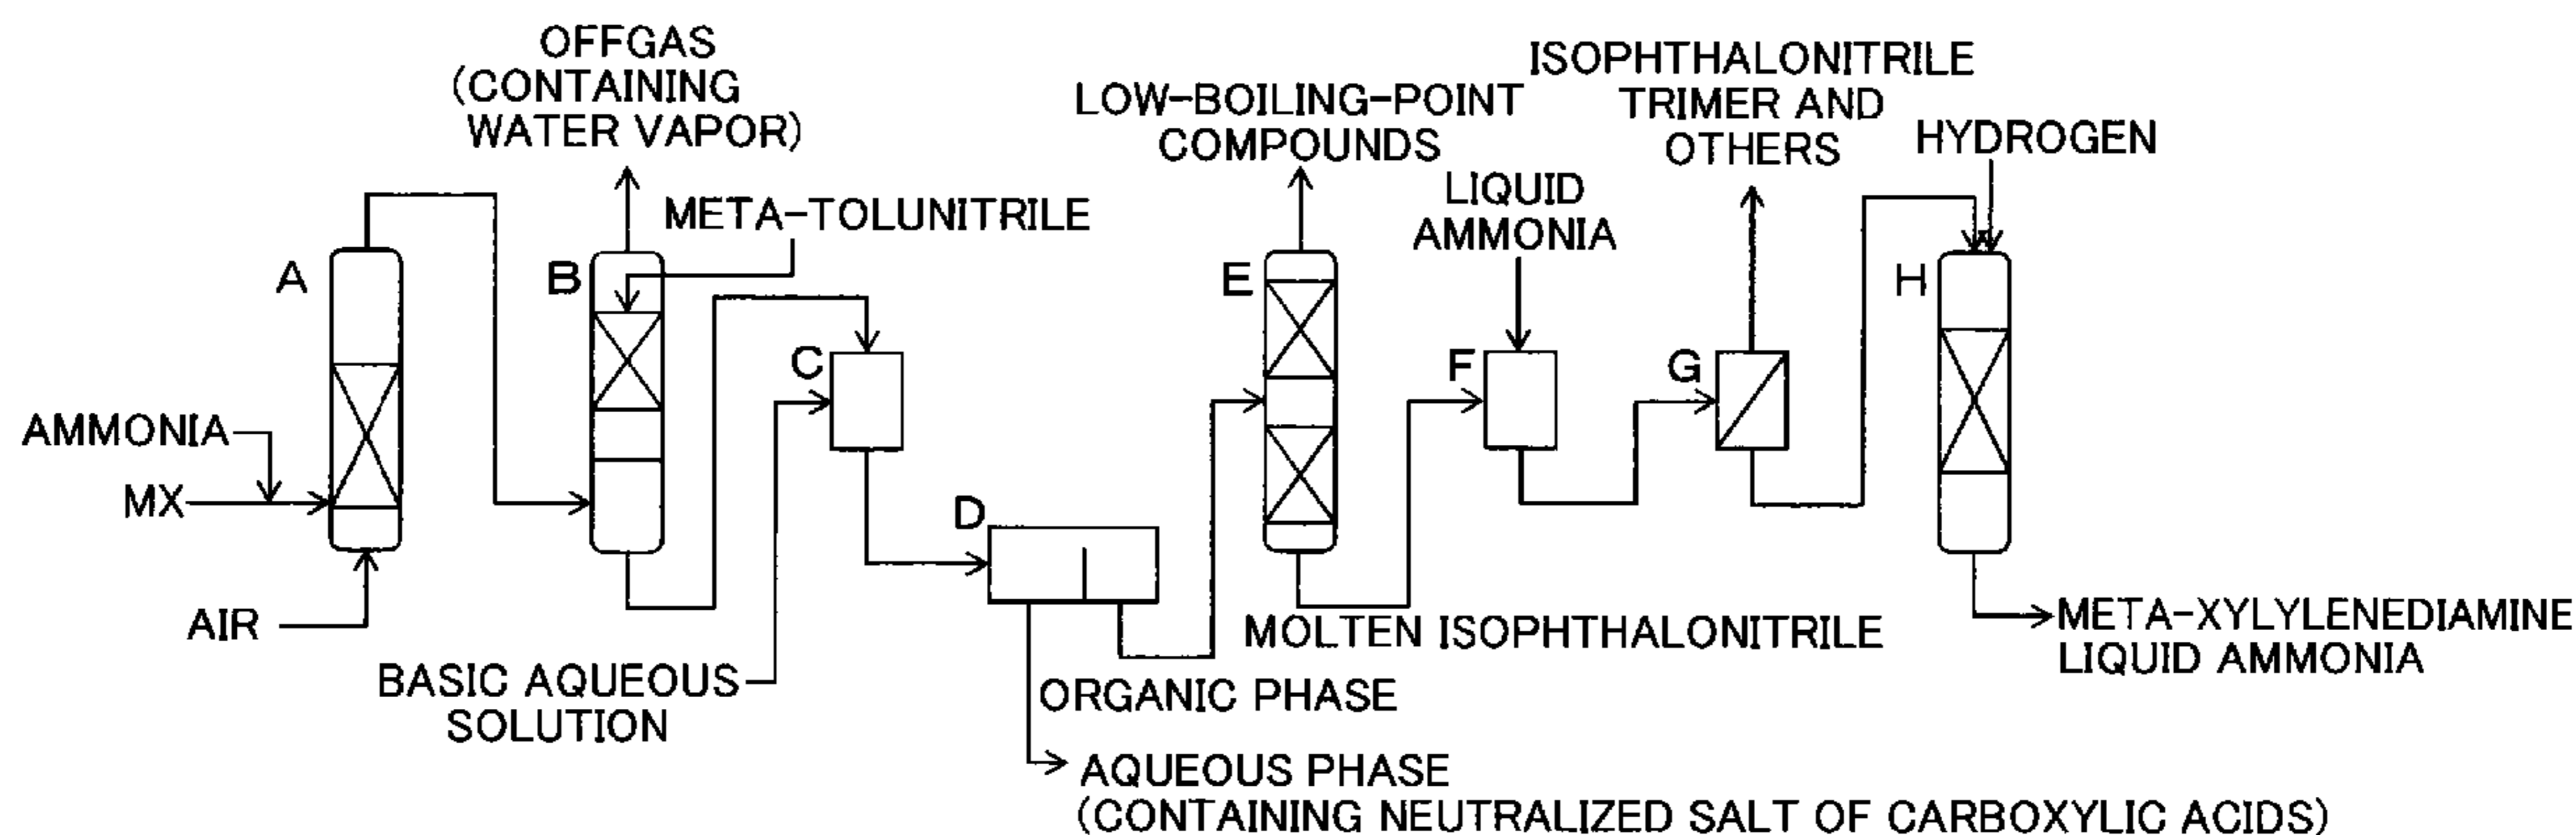 OFFGAS
(CONTAINING
WATER VAPOR)
META-TOLUNITRILE
LOW-BOILING-POINT
COMPOUNDS
LIQUID
AMMONIA
ISOPHTHALONITRILE
TRIMER AND
OTHERS
HYDROGEN
A
B
C
D
E
F
G
H
AMMONIA
MX
AIR
BASIC AQUEOUS
SOLUTION
ORGANIC PHASE
AQUEOUS PHASE
(CONTAINING NEUTRALIZED SALT OF CARBOXYLIC ACIDS)
MOLTEN ISOPHTHALONITRILE
META-XYLYLENEDIAMINE
LIQUID AMMONIA